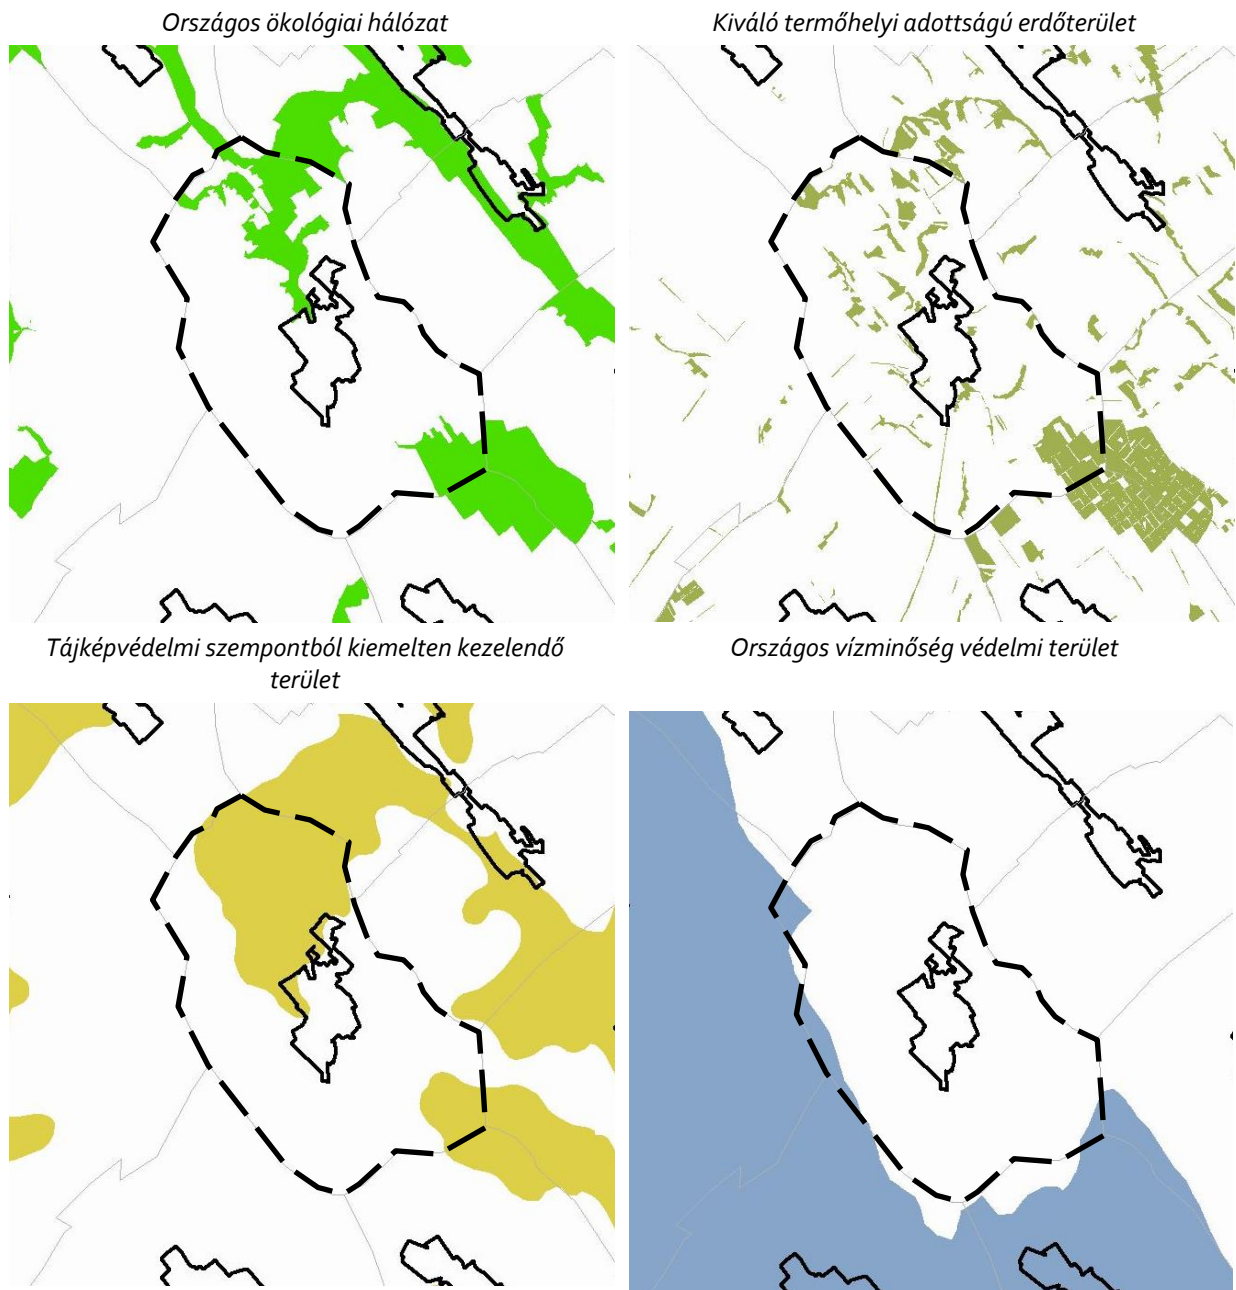 Országos ökológiai hálózat
Kiváló termőhelyi adottságú erdőterület
Tájképvédelmi szempontból kiemelten kezelendő
terület
Országos vízminőség védelmi terület